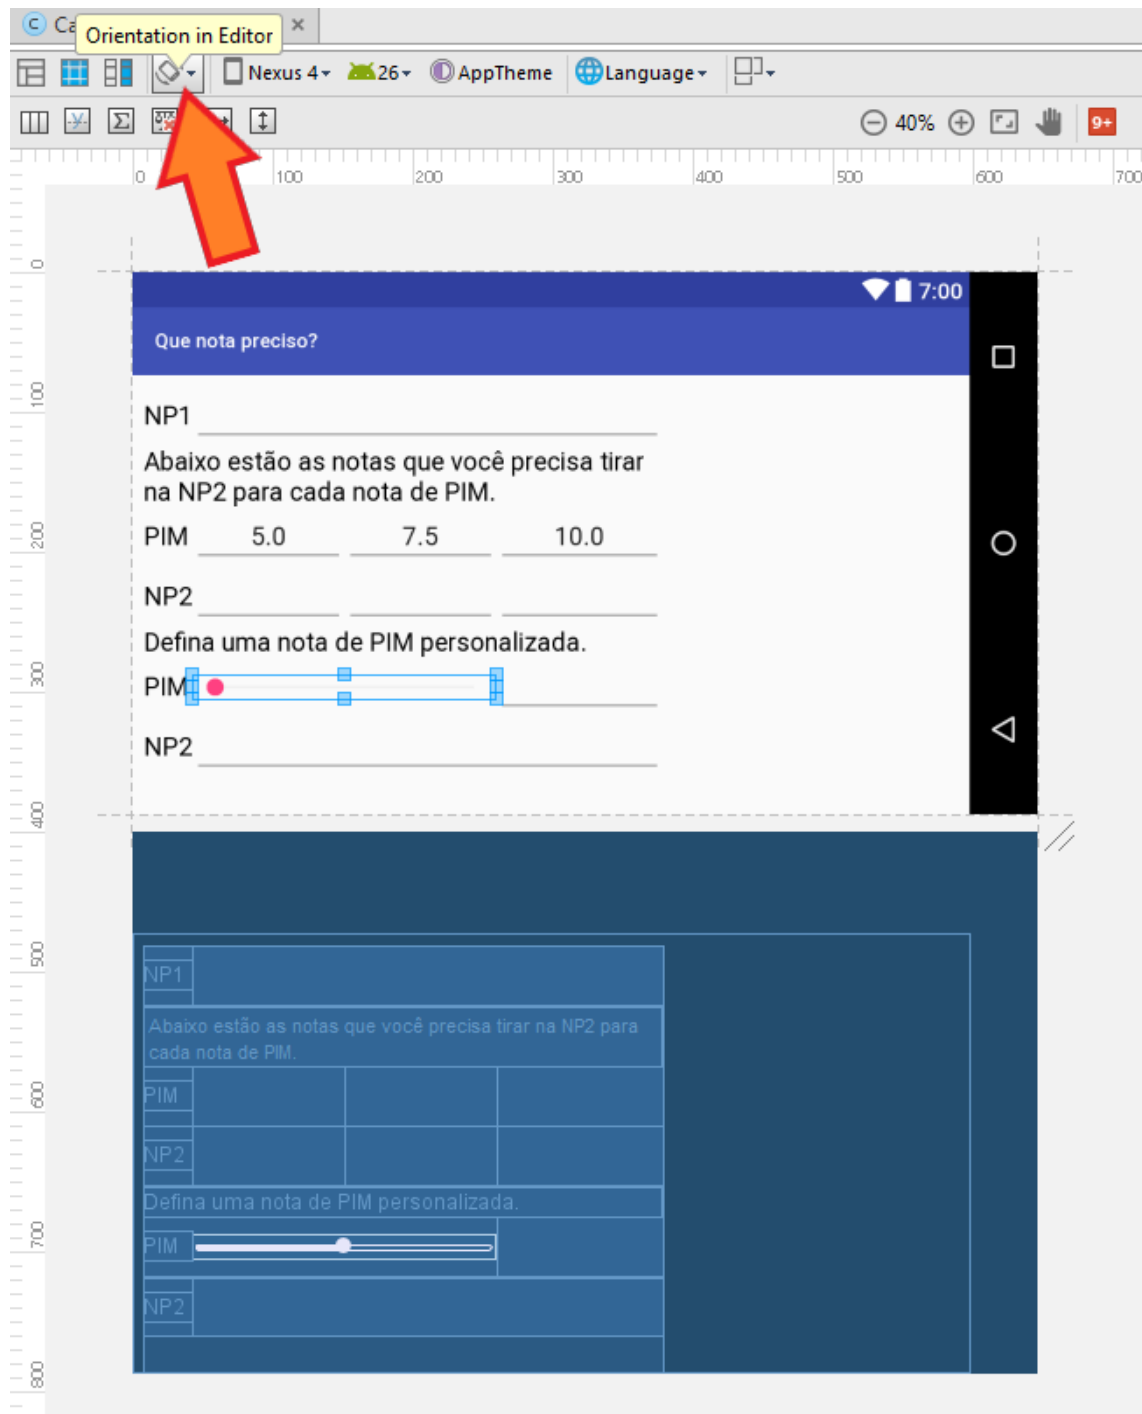 C Ca
Orientation in Editor
Nexus 4 26 AppTheme Language
40% 9+
0 100 200 300 400 500 600 700
0
100
200
300
400
500
600
700
800
7:00
Que nota preciso?
NP1
Abaixo estão as notas que você precisa tirar
na NP2 para cada nota de PIM.
PIM 5.0 7.5 10.0
NP2
Defina uma nota de PIM personalizada.
PIM
NP2
NP1
Abaixo estão as notas que você precisa tirar na NP2 para
cada nota de PIM.
PIM
NP2
Defina uma nota de PIM personalizada.
PIM
NP2